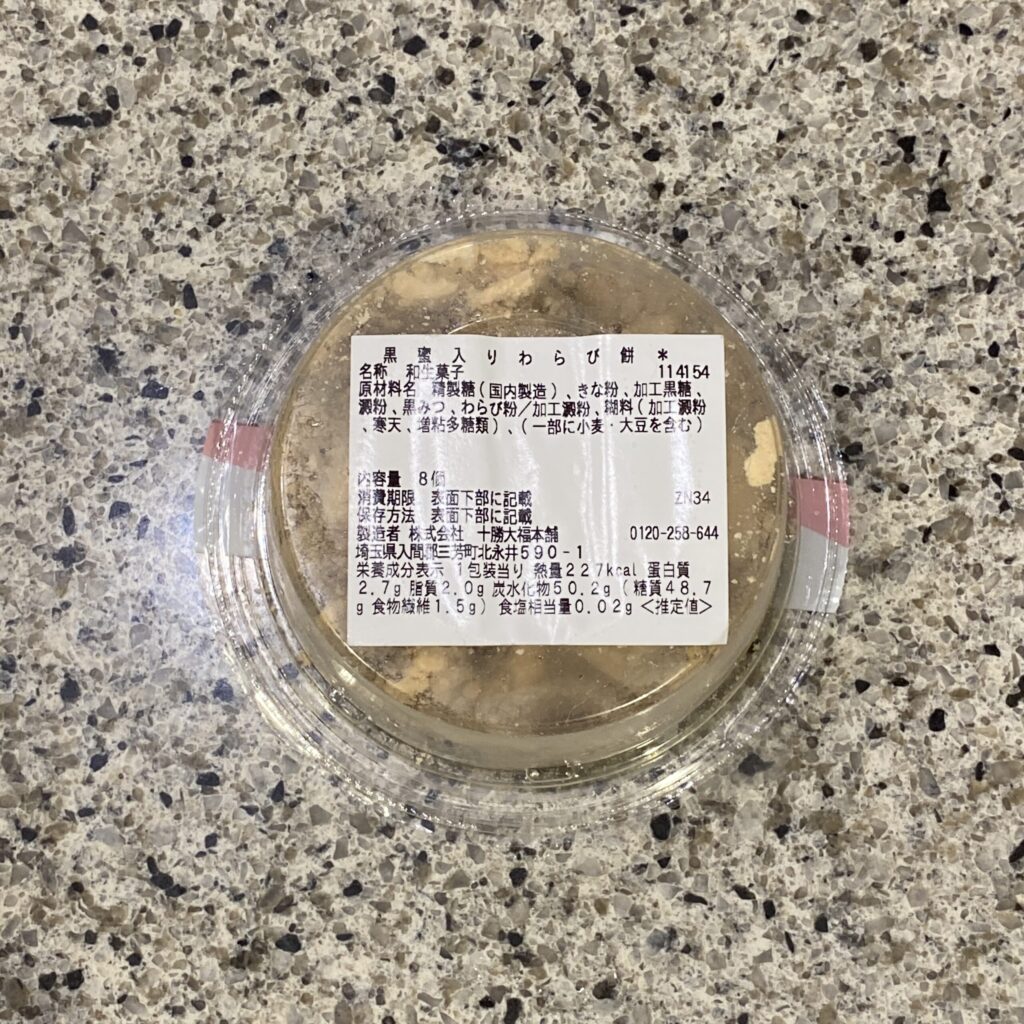 黒蜜入りわらび餅*
名称 和生菓子 114154
原材料名 精製糖(国内製造)、きな粉、加工黒糖、
澱粉、黒みつ、わらび粉/加工澱粉、糊料(加工澱粉
、寒天、増粘多糖類)、(一部に小麦・大豆を含む)
内容量 8個
消費期限 表面下部に記載 ZN34
保存方法 表面下部に記載
製造者 株式会社 十勝大福本舗 0120-258-644
埼玉県入間郡三芳町北永井590-1
栄養成分表示 1包装当り 熱量227kcal 蛋白質
2.7g 脂質2.0g 炭水化物50.2g(糖質48.7
g 食物繊維1.5g) 食塩相当量0.02g <推定値>